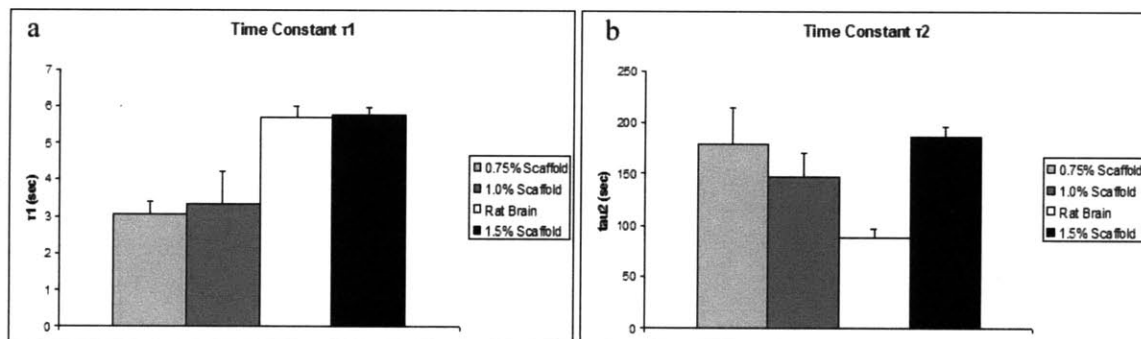 a
Time Constant τ1
7
6
5
4
3
2
1
0
τ1 (sec)
0.75% Scaffold
1.0% Scaffold
Rat Brain
1.5% Scaffold
b
Time Constant τ2
250
200
150
100
50
0
tau2 (sec)
0.75% Scaffold
1.0% Scaffold
Rat Brain
1.5% Scaffold